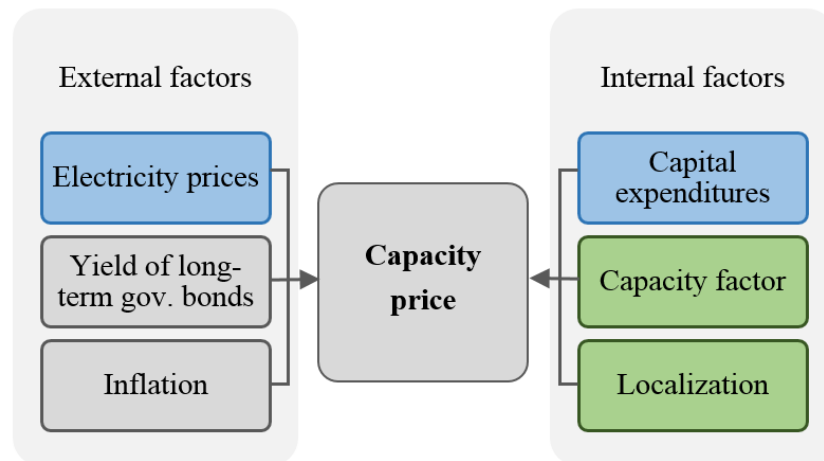 External factors
Electricity prices
Yield of long-
term gov. bonds
Inflation
Capacity
price
Internal factors
Capital
expenditures
Capacity factor
Localization